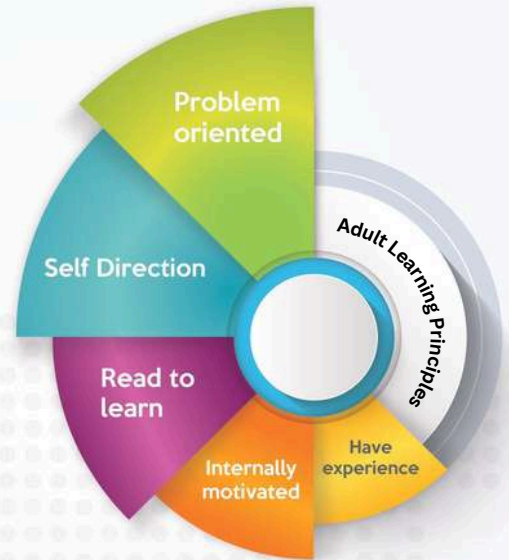 Problem
oriented
Adult Learning Principles
Self Direction
Read to
learn
Internally
motivated
Have
experience